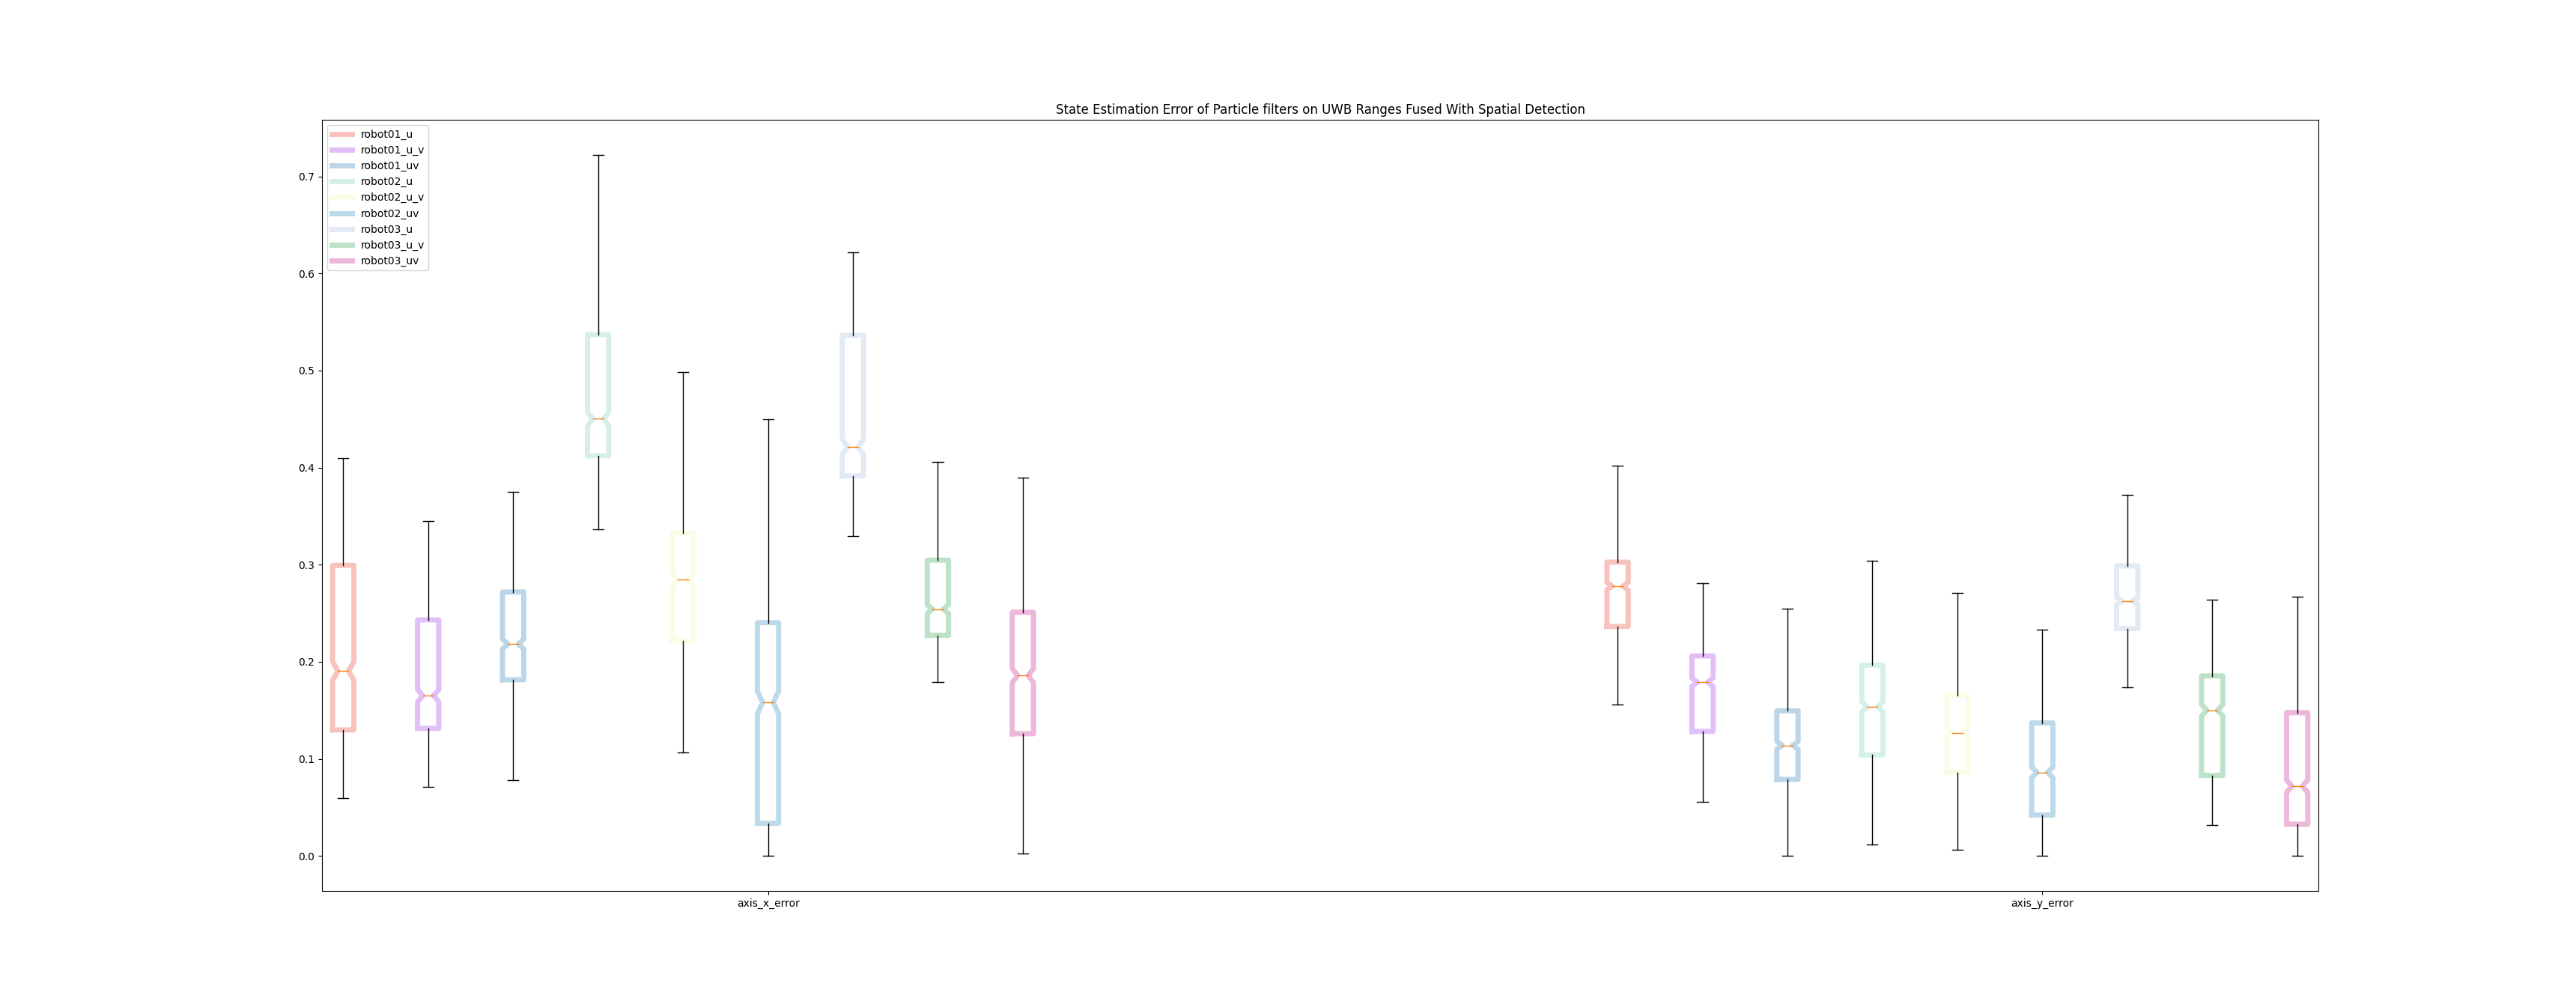 State Estimation Error of Particle filters on UWB Ranges Fused With Spatial Detection
robot01_u
robot01_u_v
robot01_uv
robot02_u
robot02_u_v
robot02_uv
robot03_u
robot03_u_v
robot03_uv
0.7
0.6
0.5
0.4
0.3
0.2
0.1
0.0
axis_x_error
axis_y_error